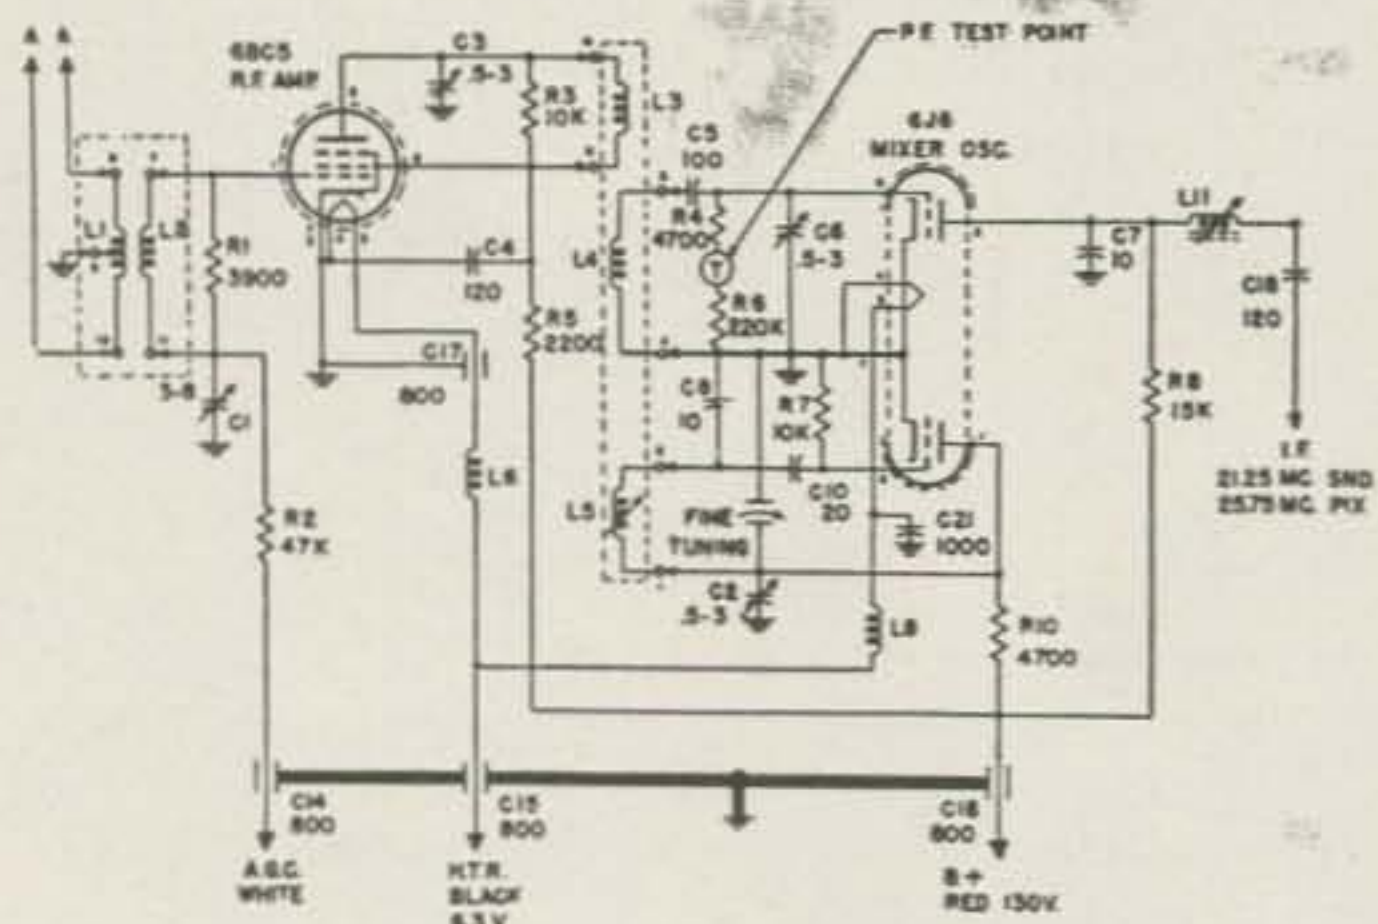 A A
6BC5
R.F. AMP.
C3
.5-3
R3
10K
L3
P.F. TEST POINT
C5
100
6J6
MIXER OSC.
L1
L2
R1
3900
C4
120
R4
4700
T
C6
.5-3
L4
R6
220K
C7
10
L11
C18
120
R5
2200
C17
800
C1
C8
10
R7
10K
R8
15K
I.F.
21.25 MC. SND
25.75 MC. PIX
L6
L5
FINE
TUNING
C10
20
C21
1000
R2
47K
C2
.5-3
L8
R10
4700
C14
800
C15
800
800
A.G.C.
WHITE
HTR.
BLACK
6.3 V.
B+
RED 130V.